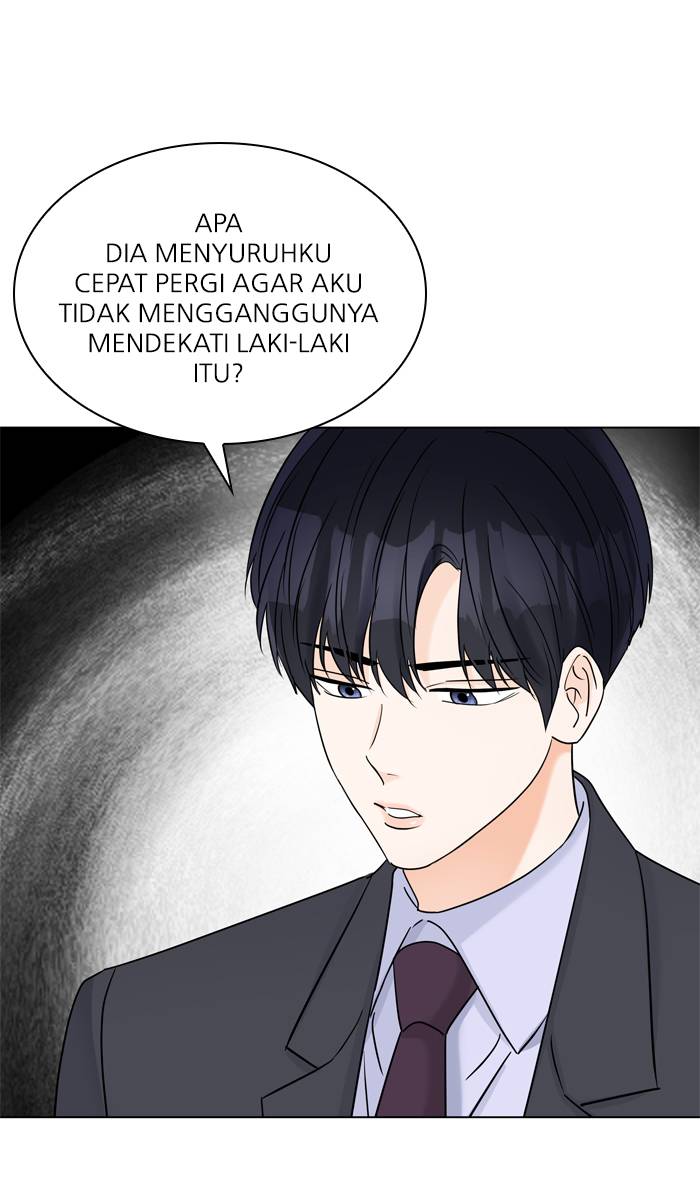 APA
DIA MENYURUHKU
CEPAT PERGI AGAR AKU
TIDAK MENGGANGGUNYA
MENDEKATI LAKI-LAKI
ITU?